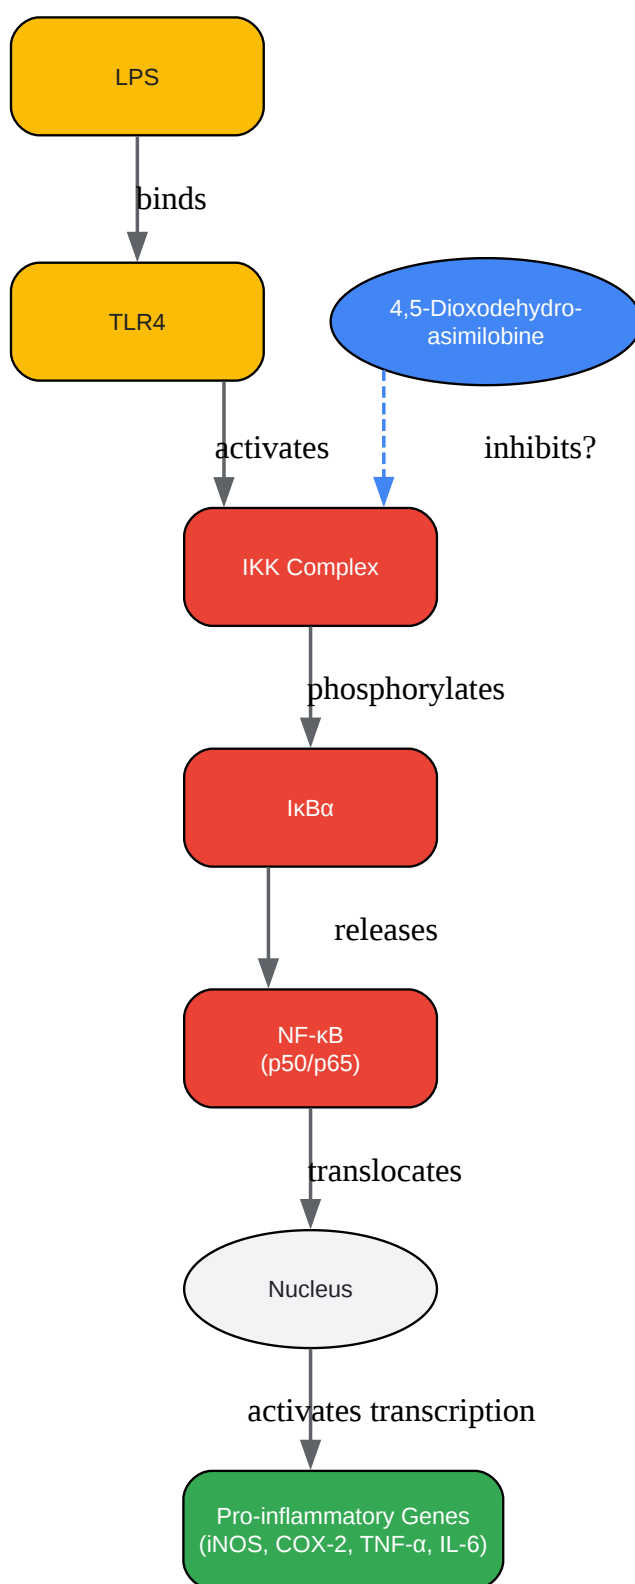 LPS
binds
TLR4
4,5-Dioxodehydro-
asimilobine
activates
inhibits?
IKK Complex
phosphorylates
IκBα
releases
NF-κB
(p50/p65)
translocates
Nucleus
activates transcription
Pro-inflammatory Genes
(iNOS, COX-2, TNF-α, IL-6)